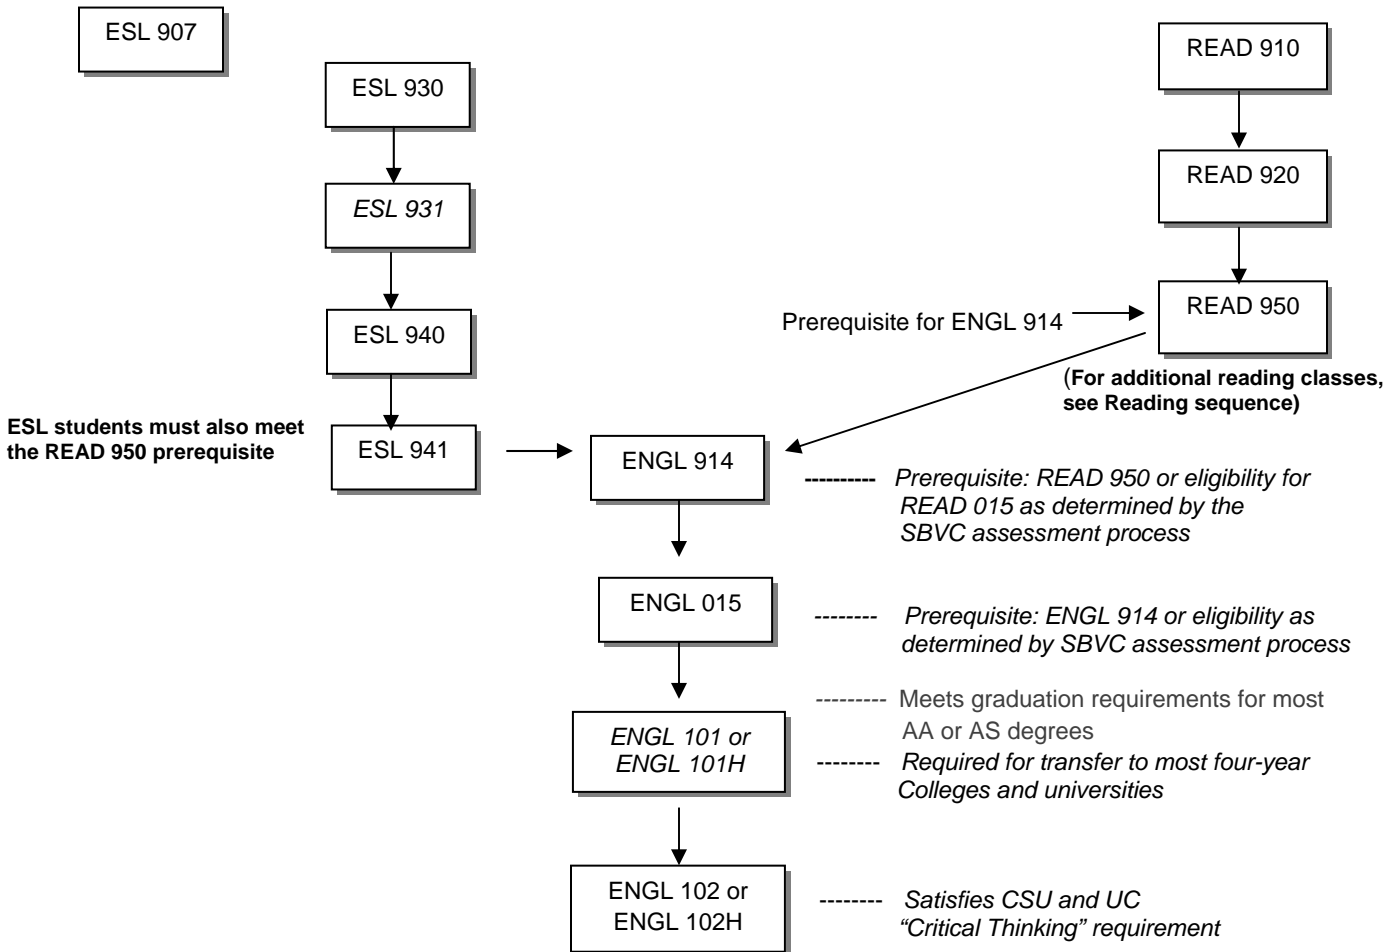 ESL 907
READ 910
ESL 930
READ 920
ESL 931
READ 950
Prerequisite for ENGL 914
ESL 940
(For additional reading classes,
see Reading sequence)
ESL students must also meet
the READ 950 prerequisite
ESL 941
ENGL 914
Prerequisite: READ 950 or eligibility for
READ 015 as determined by the
SBVC assessment process
ENGL 015
Prerequisite: ENGL 914 or eligibility as
determined by SBVC assessment process
Meets graduation requirements for most
AA or AS degrees
ENGL 101 or
ENGL 101H
Required for transfer to most four-year
Colleges and universities
ENGL 102 or
ENGL 102H
Satisfies CSU and UC
“Critical Thinking” requirement